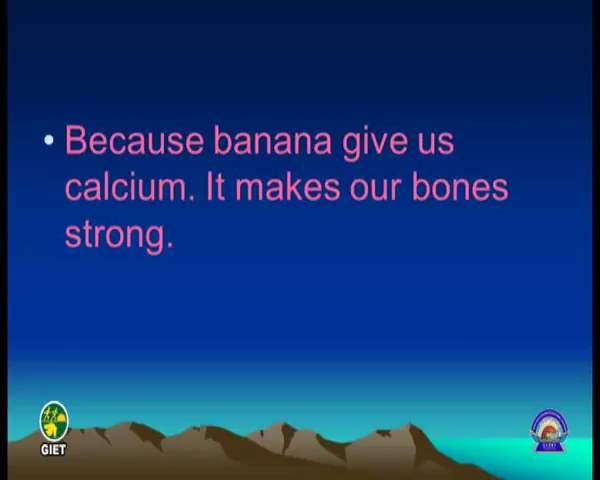 • Because banana give us
calcium. It makes our bones
strong.
GIET